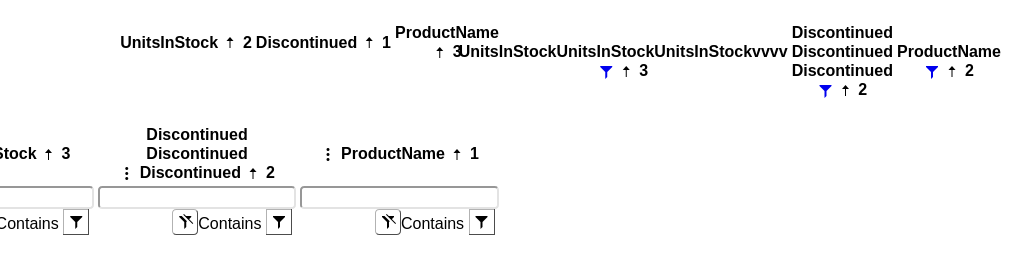 UnitsInStock ↑ 2 Discontinued ↑ 1
ProductName
↑ 3
UnitsInStockUnitsInStockUnitsInStockvvvv
↑ 3
Discontinued
Discontinued
Discontinued
↑ 2
ProductName
↑ 2
Stock ↑ 3
Discontinued
Discontinued
⋮ Discontinued ↑ 2
⋮ ProductName ↑ 1
Contains
Contains
Contains